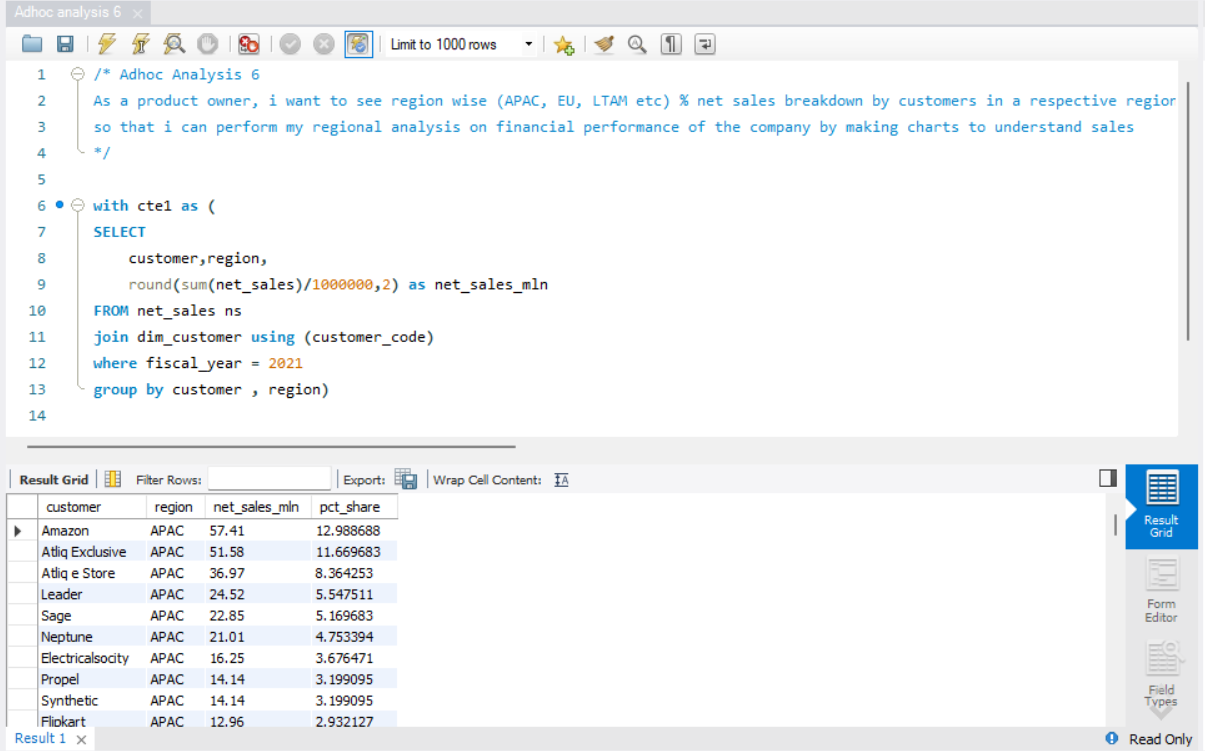 Adhoc analysis 6
Limit to 1000 rows
1 /* Adhoc Analysis 6
2 As a product owner, i want to see region wise (APAC, EU, LTAM etc) % net sales breakdown by customers in a respective regior
3 so that i can perform my regional analysis on financial performance of the company by making charts to understand sales
4 */
5
6 with cte1 as (
7 SELECT
8 customer,region,
9 round(sum(net_sales)/1000000,2) as net_sales_mln
10 FROM net_sales ns
11 join dim_customer using (customer_code)
12 where fiscal_year = 2021
13 group by customer , region)
14
Result Grid Filter Rows: Export: Wrap Cell Content: IA
customer region net_sales_mln pct_share
Amazon APAC 57.41 12.988688
Atliq Exclusive APAC 51.58 11.669683
Atliq e Store APAC 36.97 8.364253
Leader APAC 24.52 5.547511
Sage APAC 22.85 5.169683
Neptune APAC 21.01 4.753394
Electricalsocity APAC 16.25 3.676471
Propel APAC 14.14 3.199095
Synthetic APAC 14.14 3.199095
Flipkart APAC 12.96 2.932127
Result
Grid
Form
Editor
Field
Types
Result 1
Read Only